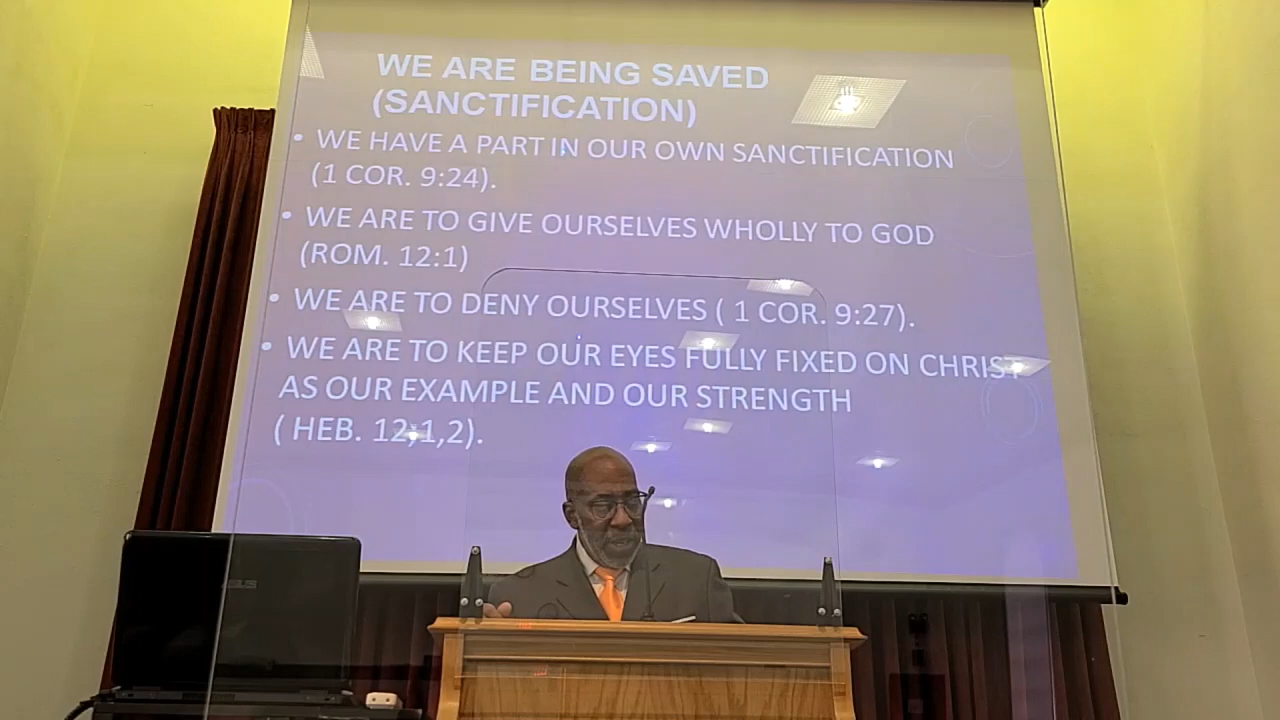 WE ARE BEING SAVED
(SANCTIFICATION)
• WE HAVE A PART IN OUR OWN SANCTIFICATION
(1 COR. 9:24).
• WE ARE TO GIVE OURSELVES WHOLLY TO GOD
(ROM. 12:1)
• WE ARE TO DENY OURSELVES ( 1 COR. 9:27).
• WE ARE TO KEEP OUR EYES FULLY FIXED ON CHRIST
AS OUR EXAMPLE AND OUR STRENGTH
( HEB. 12;1,2).
ASUS